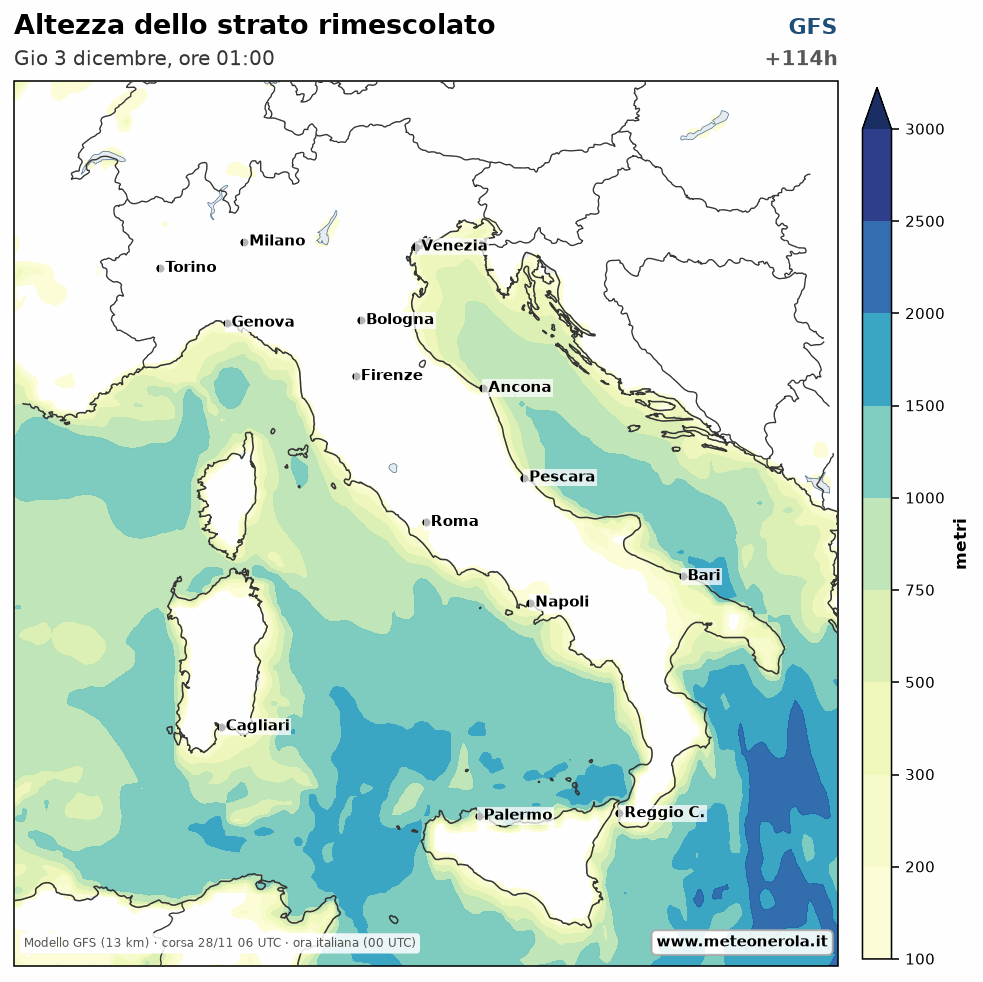 Altezza dello strato rimescolato
GFS
Gio 3 dicembre, ore 01:00
+114h
Milano
Venezia
Torino
Genova
Bologna
Firenze
Ancona
Pescara
Roma
Bari
Napoli
Cagliari
Palermo
Reggio C.
3000
2500
2000
1500
1000
750
500
300
200
100
metri
Modello GFS (13 km) · corsa 28/11 06 UTC · ora italiana (00 UTC)
www.meteonerola.it